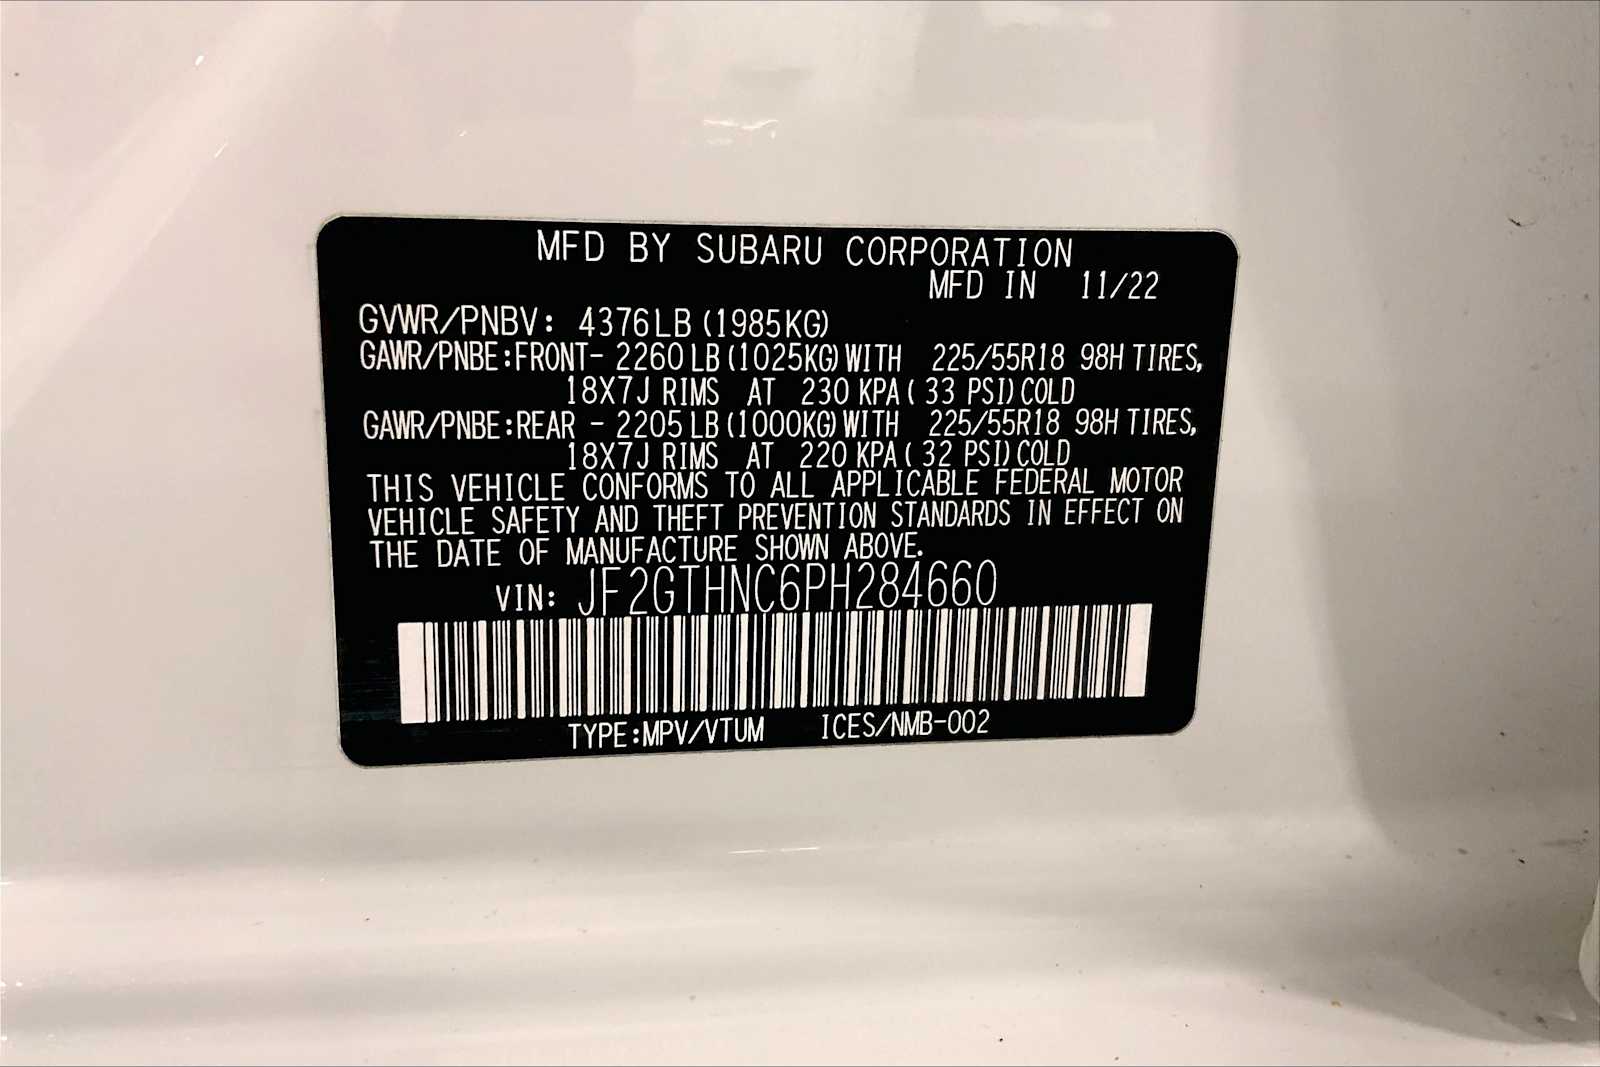 MFD BY SUBARU CORPORATION
MFD IN 11/22
GVWR/PNBV: 4376LB (1985KG)
GAWR/PNBE:FRONT- 2260 LB (1025KG) WITH 225/55R18 98H TIRES,
18X7J RIMS AT 230 KPA ( 33 PSI) COLD
GAWR/PNBE:REAR - 2205 LB (1000KG) WITH 225/55R18 98H TIRES,
18X7J RIMS AT 220 KPA ( 32 PSI) COLD
THIS VEHICLE CONFORMS TO ALL APPLICABLE FEDERAL MOTOR
VEHICLE SAFETY AND THEFT PREVENTION STANDARDS IN EFFECT ON
THE DATE OF MANUFACTURE SHOWN ABOVE.
VIN: JF2GTHNC6PH284660
TYPE:MPV/VTUM ICES/NMB-002